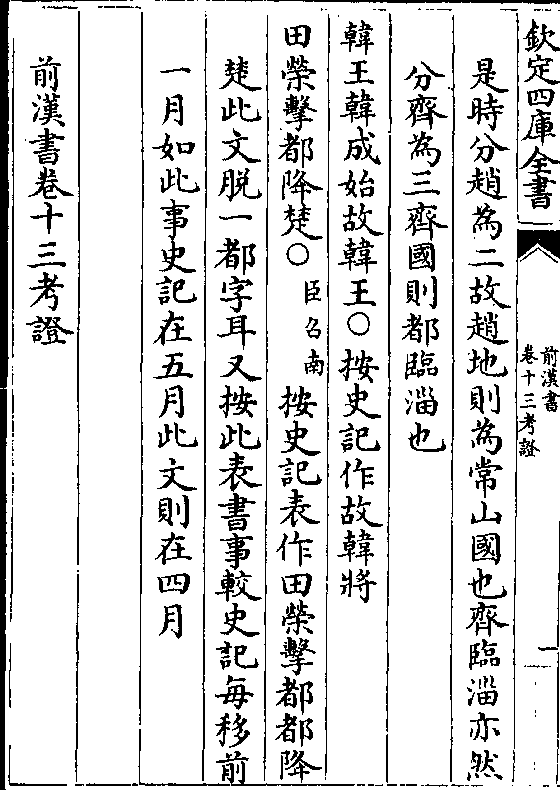 欽定四庫全書
前漢書
卷十三考證
一
是時分趙為二故趙地則為常山國也齊臨淄亦然
分齊為三齊國則都臨淄也
韓王韓成始故韓王○按史記作故韓將
田榮擊都降楚○臣召南按史記表作田榮擊都都降
楚此文脱一都字耳又按此表書事較史記每移前
一月如此事史記在五月此文則在四月
前漢書卷十三考證